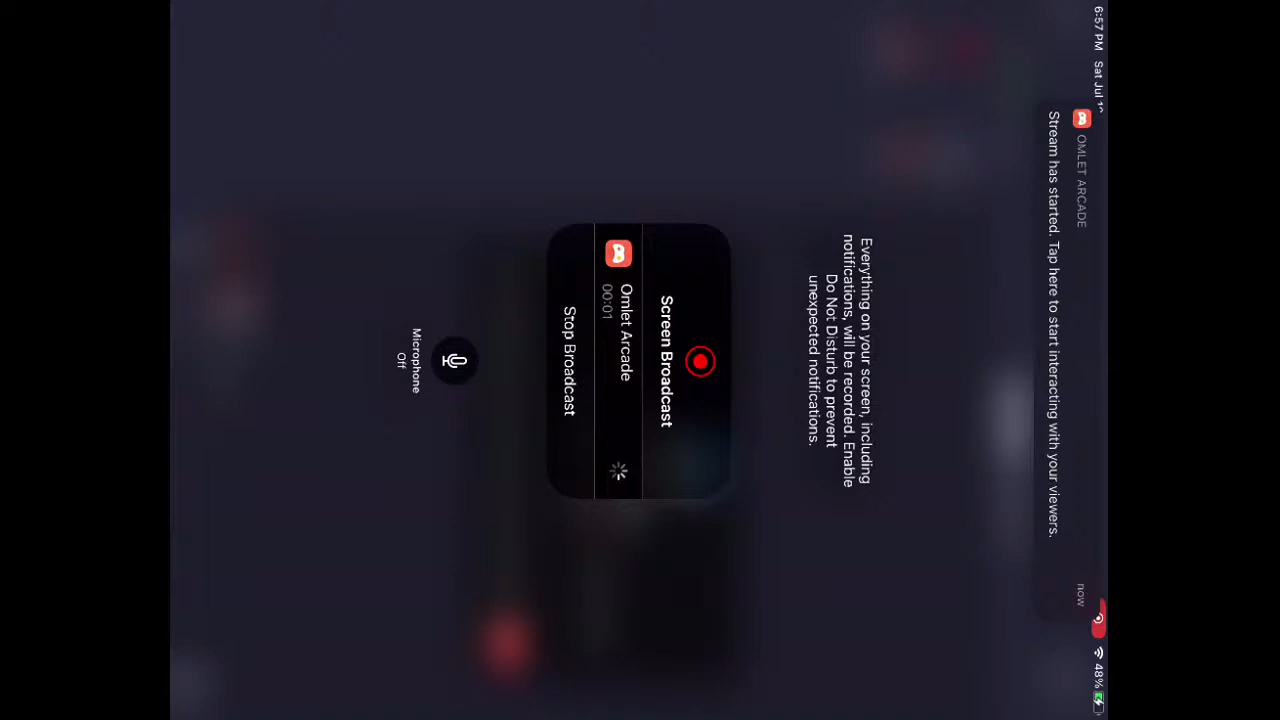 6:57 PM Sat Jul
48%
OMLET ARCADE
now
Stream has started. Tap here to start interacting with your viewers.
Everything on your screen, including
notifications, will be recorded. Enable
Do Not Disturb to prevent
unexpected notifications.
Screen Broadcast
Omlet Arcade
00:01
Stop Broadcast
Microphone
Off